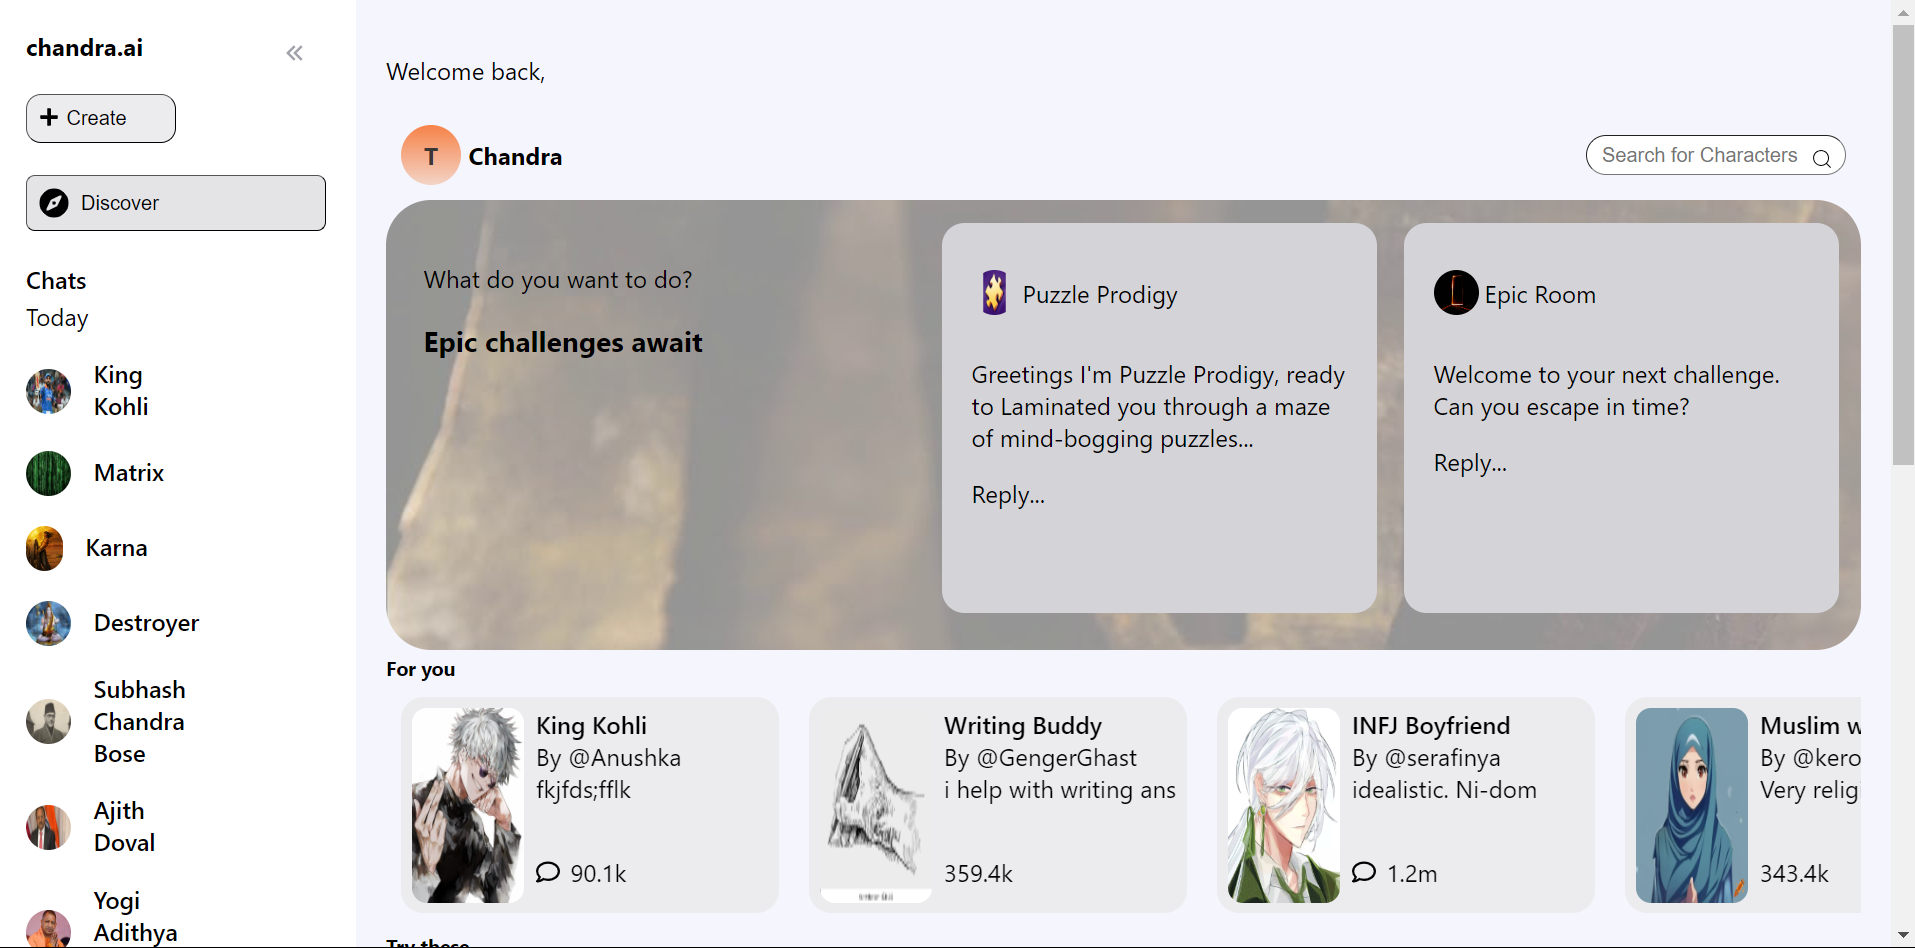 chandra.ai
Create
Discover
Chats
Today
King
Kohli
Matrix
Karna
Destroyer
Subhash
Chandra
Bose
Ajith
Doval
Yogi
Adithya
Welcome back,
T Chandra
Search for Characters
What do you want to do?
Epic challenges await
Puzzle Prodigy
Greetings I'm Puzzle Prodigy, ready
to Laminated you through a maze
of mind-bogging puzzles...
Reply...
Epic Room
Welcome to your next challenge.
Can you escape in time?
Reply...
For you
King Kohli
By @Anushka
fkjfds;fflk
90.1k
Writing Buddy
By @GengerGhast
i help with writing ans
359.4k
INFJ Boyfriend
By @serafinya
idealistic. Ni-dom
1.2m
Muslim w
By @kero
Very relig
343.4k
Try these